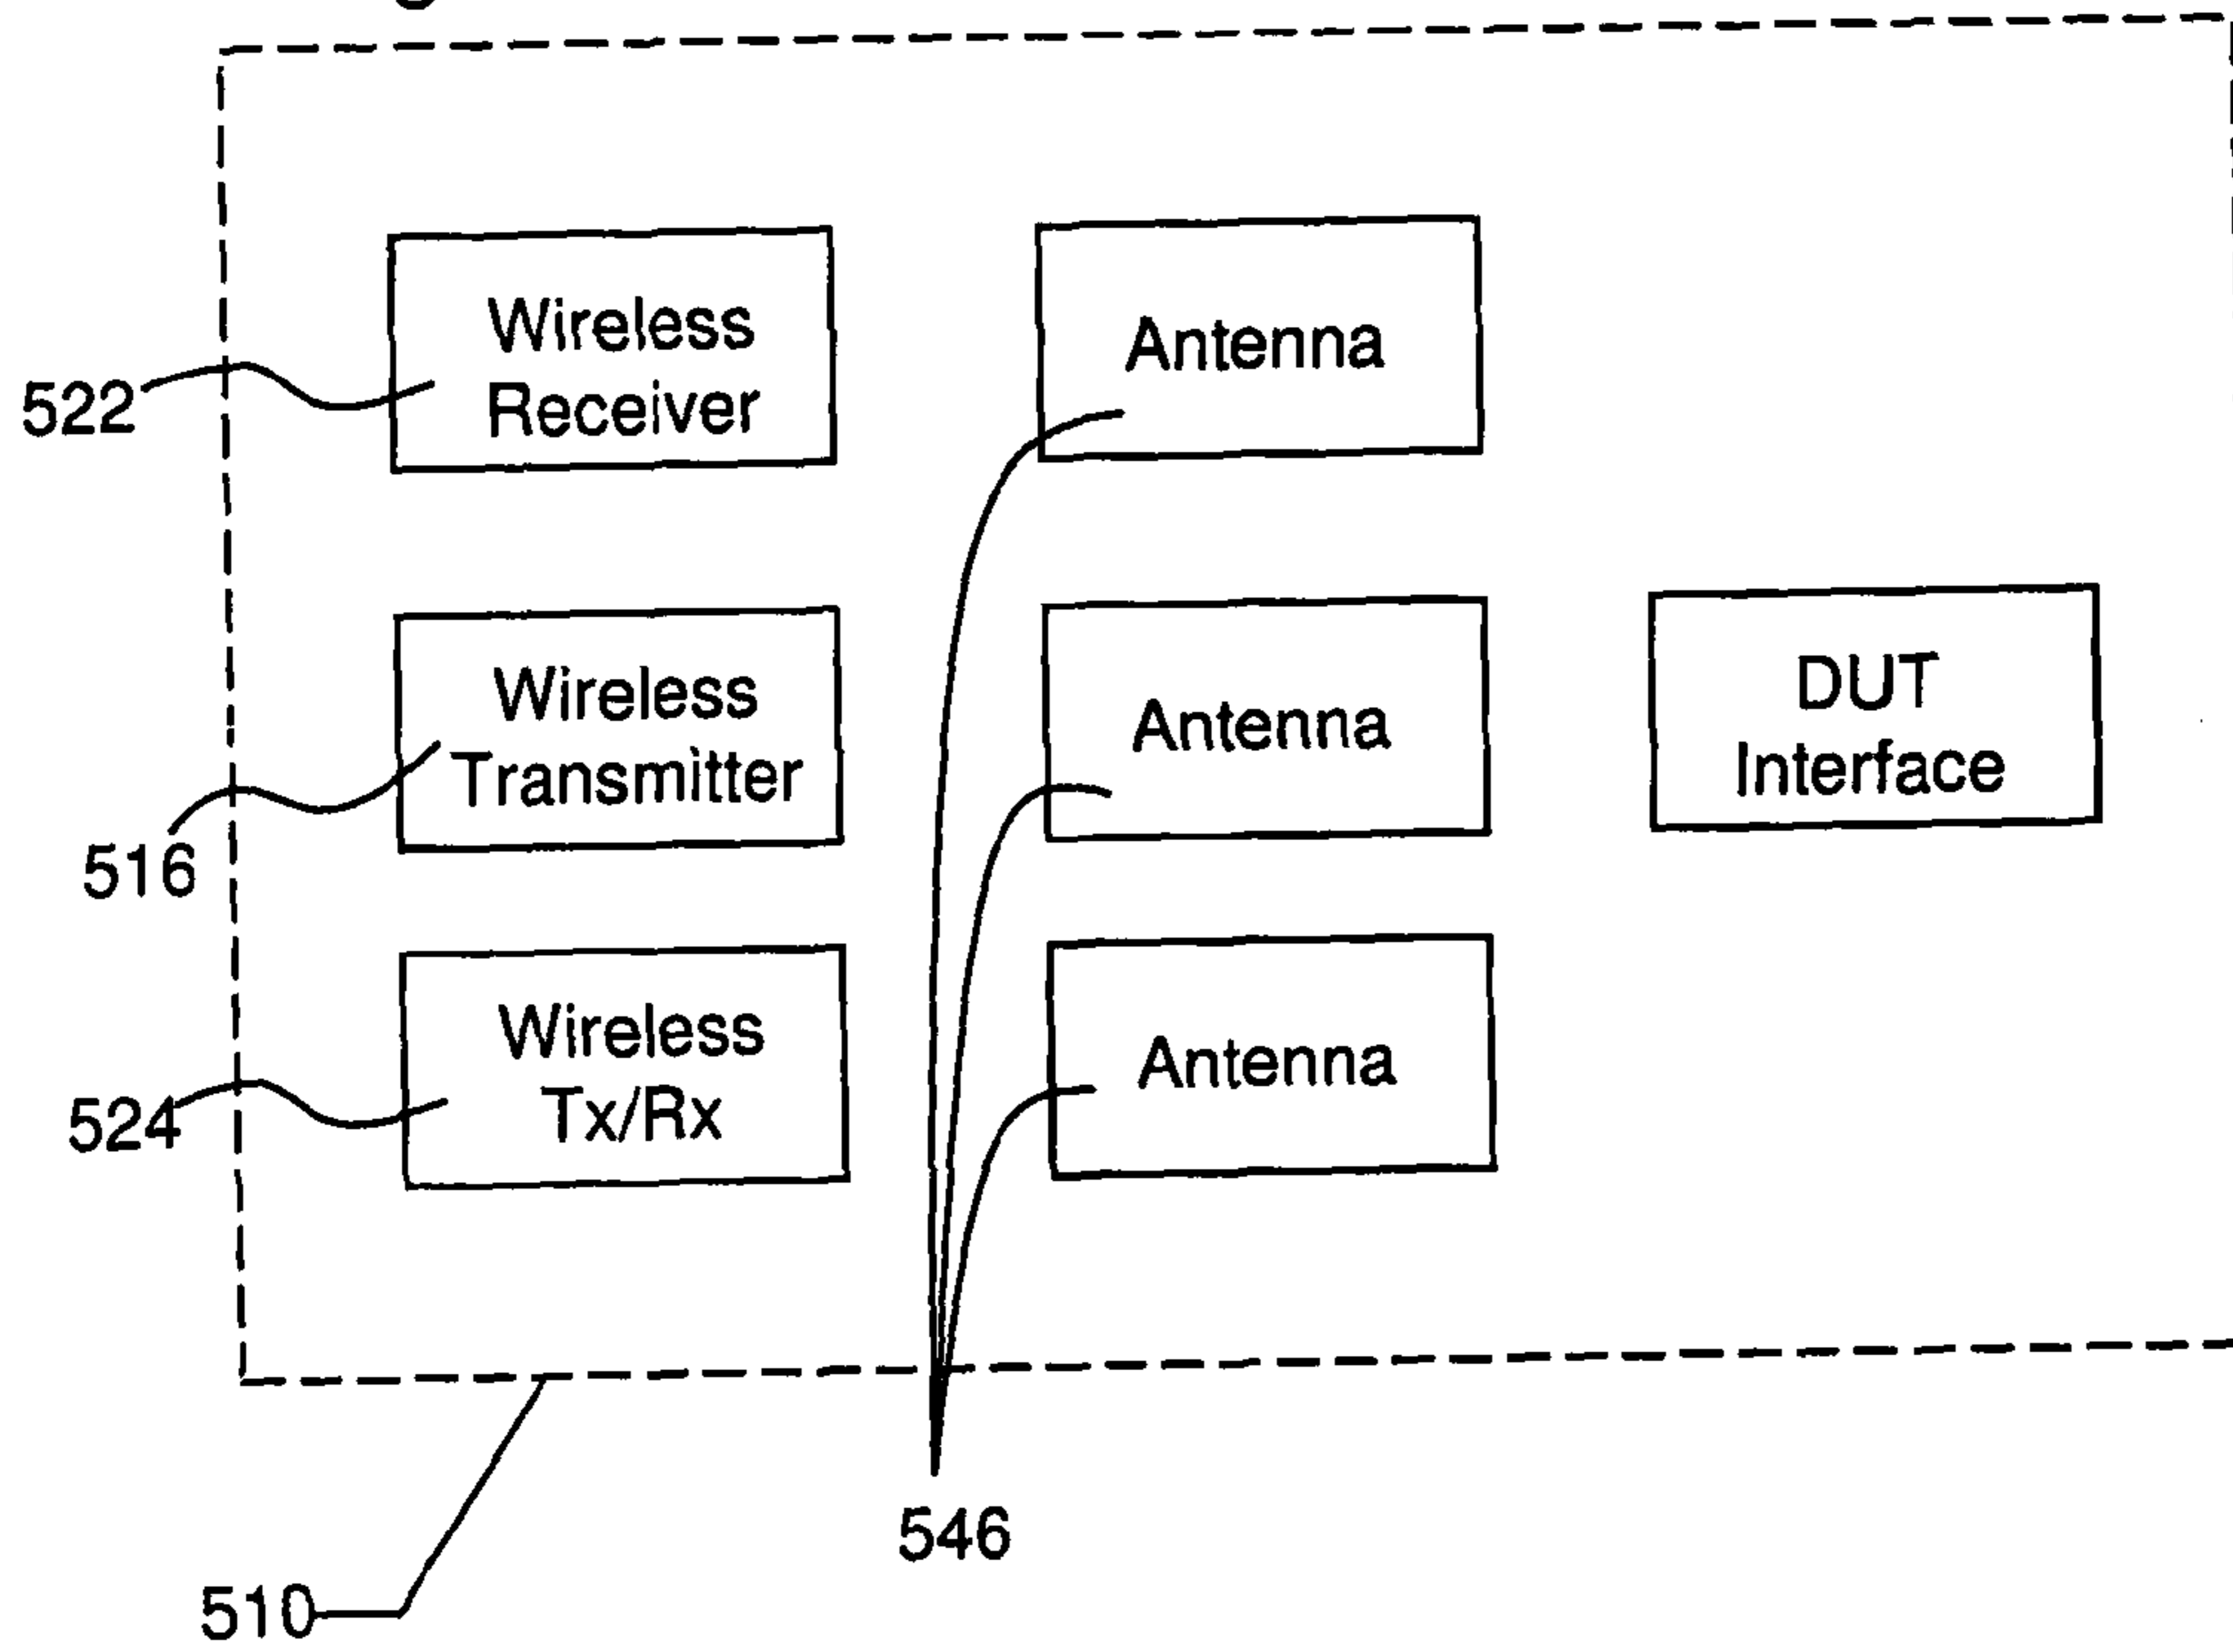 Wireless
Receiver
Antenna
522
Wireless
Transmitter
Antenna
DUT
Interface
516
Wireless
Tx/Rx
Antenna
524
546
510